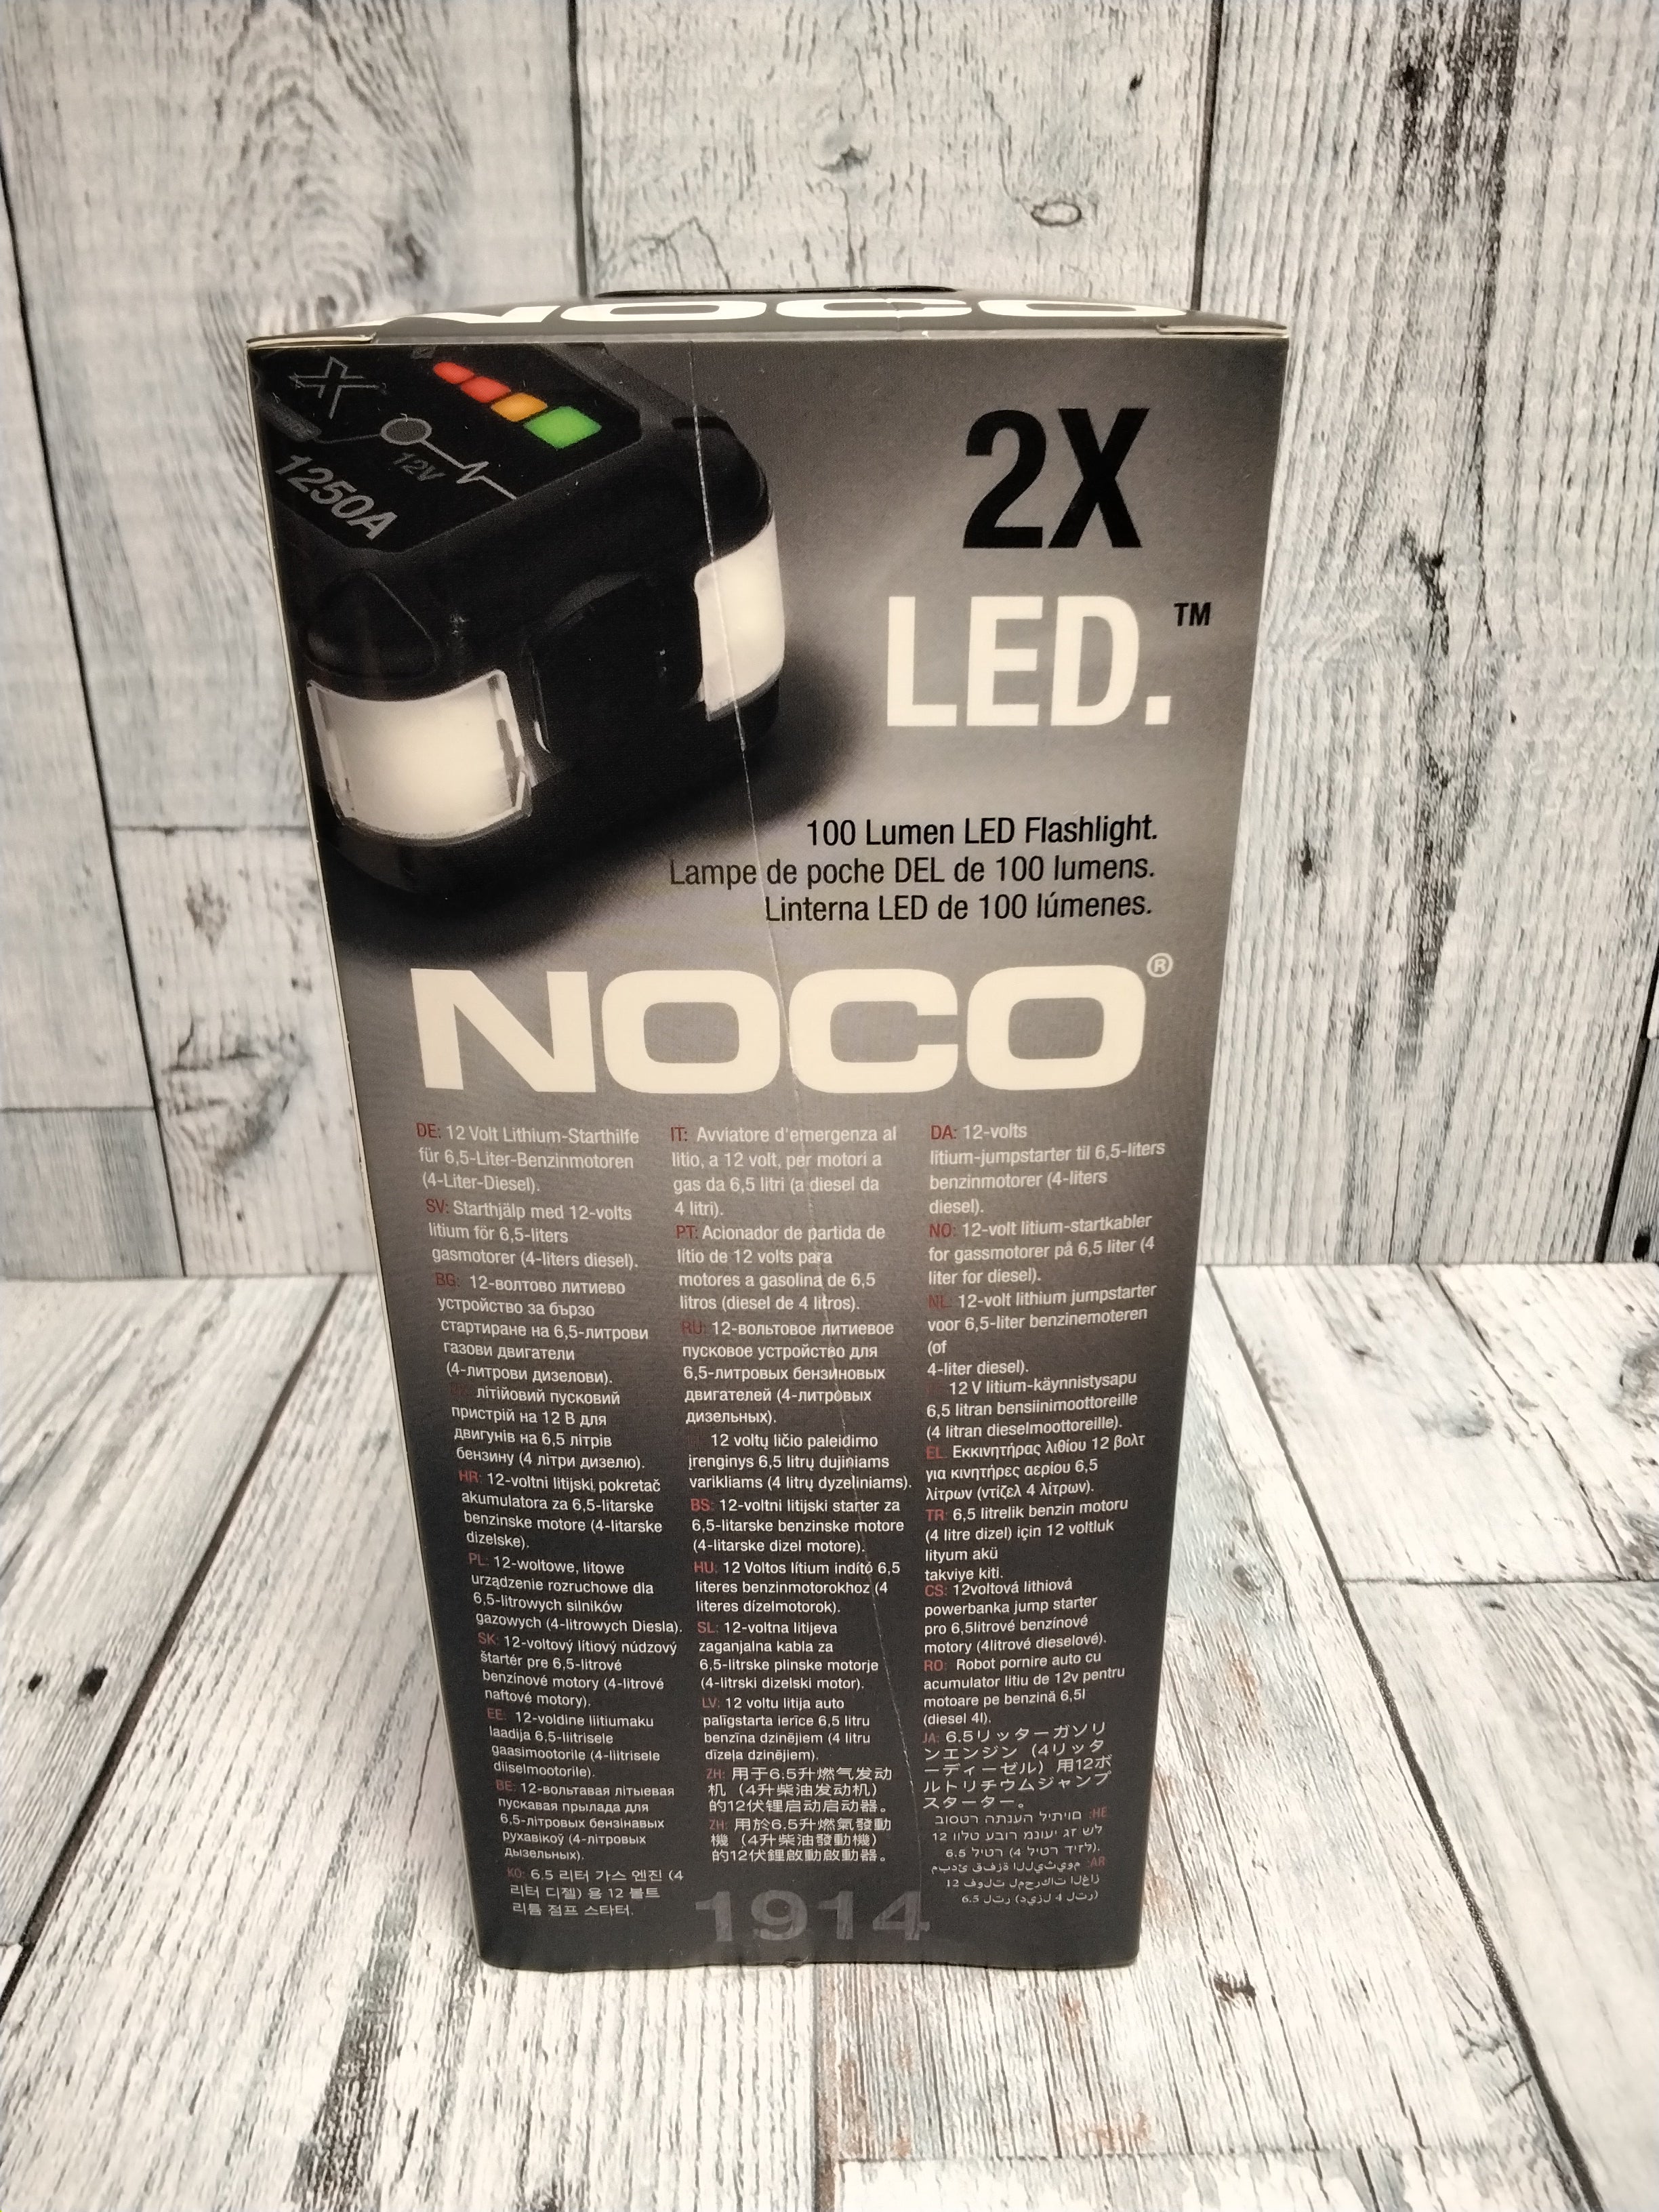 NOCO
X
12V
1250A
2X
LED.™
100 Lumen LED Flashlight.
Lampe de poche DEL de 100 lumens.
Linterna LED de 100 lúmenes.
NOCO®
DE: 12 Volt Lithium-Starthilfe
für 6,5-Liter-Benzinmotoren
(4-Liter-Diesel).
SV: Starthjälp med 12-volts
litium för 6,5-liters
gasmotorer (4-liters diesel).
BG: 12-волтово литиево
устройство за бързо
стартиране на 6,5-литрови
газови двигатели
(4-литрови дизелови).
літійовий пусковий
пристрій на 12 В для
двигунів на 6,5 літрів
бензину (4 літри дизелю).
HR: 12-voltni litijski pokretač
akumulatora za 6,5-litarske
benzinske motore (4-litarske
dizelske).
PL: 12-woltowe, litowe
urządzenie rozruchowe dla
6,5-litrowych silników
gazowych (4-litrowych Diesla).
SK: 12-voltový lítiový núdzový
štartér pre 6,5-litrové
benzínové motory (4-litrové
naftové motory).
EE: 12-voldine liitiumaku
laadija 6,5-liitrisele
gaasimootorile (4-liitrisele
diiselmootorile).
BE: 12-вольтавая літыевая
пускавая прылада для
6,5-літровых бензінавых
рухавікоў (4-літровых
дызельных).
KO: 6.5 리터 가스 엔진 (4
리터 디젤) 용 12 볼트
리튬 점프 스타터.
IT: Avviatore d'emergenza al
litio, a 12 volt, per motori a
gas da 6,5 litri (a diesel da
4 litri).
PT: Acionador de partida de
lítio de 12 volts para
motores a gasolina de 6,5
litros (diesel de 4 litros).
RU: 12-вольтовое литиевое
пусковое устройство для
6,5-литровых бензиновых
двигателей (4-литровых
дизельных).
12 voltų ličio paleidimo
įrenginys 6,5 litrų dujiniams
varikliams (4 litrų dyzeliniams).
BS: 12-voltni litijski starter za
6,5-litarske benzinske motore
(4-litarske dizel motore).
HU: 12 Voltos lítium indító 6,5
literes benzinmotorokhoz (4
literes dízelmotorok).
SL: 12-voltna litijeva
zaganjalna kabla za
6,5-litrske plinske motorje
(4-litrski dizelski motor).
LV: 12 voltu litija auto
palīgstarta ierīce 6,5 litru
benzīna dzinējiem (4 litru
dīzeļa dzinējiem).
ZH: 用于6.5升燃气发动
机（4升柴油发动机）
的12伏锂启动启动器。
ZH: 用於6.5升燃氣發動
機（4升柴油發動機）
的12伏鋰啟動啟動器。
DA: 12-volts
litium-jumpstarter til 6,5-liters
benzinmotorer (4-liters
diesel).
NO: 12-volt litium-startkabler
for gassmotorer på 6,5 liter (4
liter for diesel).
NL: 12-volt lithium jumpstarter
voor 6,5-liter benzinemoteren
(of
4-liter diesel).
12 V litium-käynnistysapu
6,5 litran bensiinimoottoreille
(4 litran dieselmoottoreille).
EL: Εκκινητήρας λιθίου 12 βολτ
για κινητήρες αερίου 6,5
λίτρων (ντίζελ 4 λίτρων).
TR: 6,5 litrelik benzin motoru
(4 litre dizel) için 12 voltluk
lityum akü
takviye kiti.
CS: 12voltová lithiová
powerbanka jump starter
pro 6,5litrové benzínové
motory (4litrové dieselové).
RO: Robot pornire auto cu
acumulator litiu de 12v pentu
motoare pe benzină 6,5l
(diesel 4l).
JA: 6.5リッターガソリ
ンエンジン（4リッタ
ーディーゼル）用12ボ
ルトリチウムジャンプ
スターター。
HE: םויתיל העתנה רטסוב
לש זג יעונמ רובע טלוו 12
.(לזיד רטיל 4) רטיל 6.5
1914